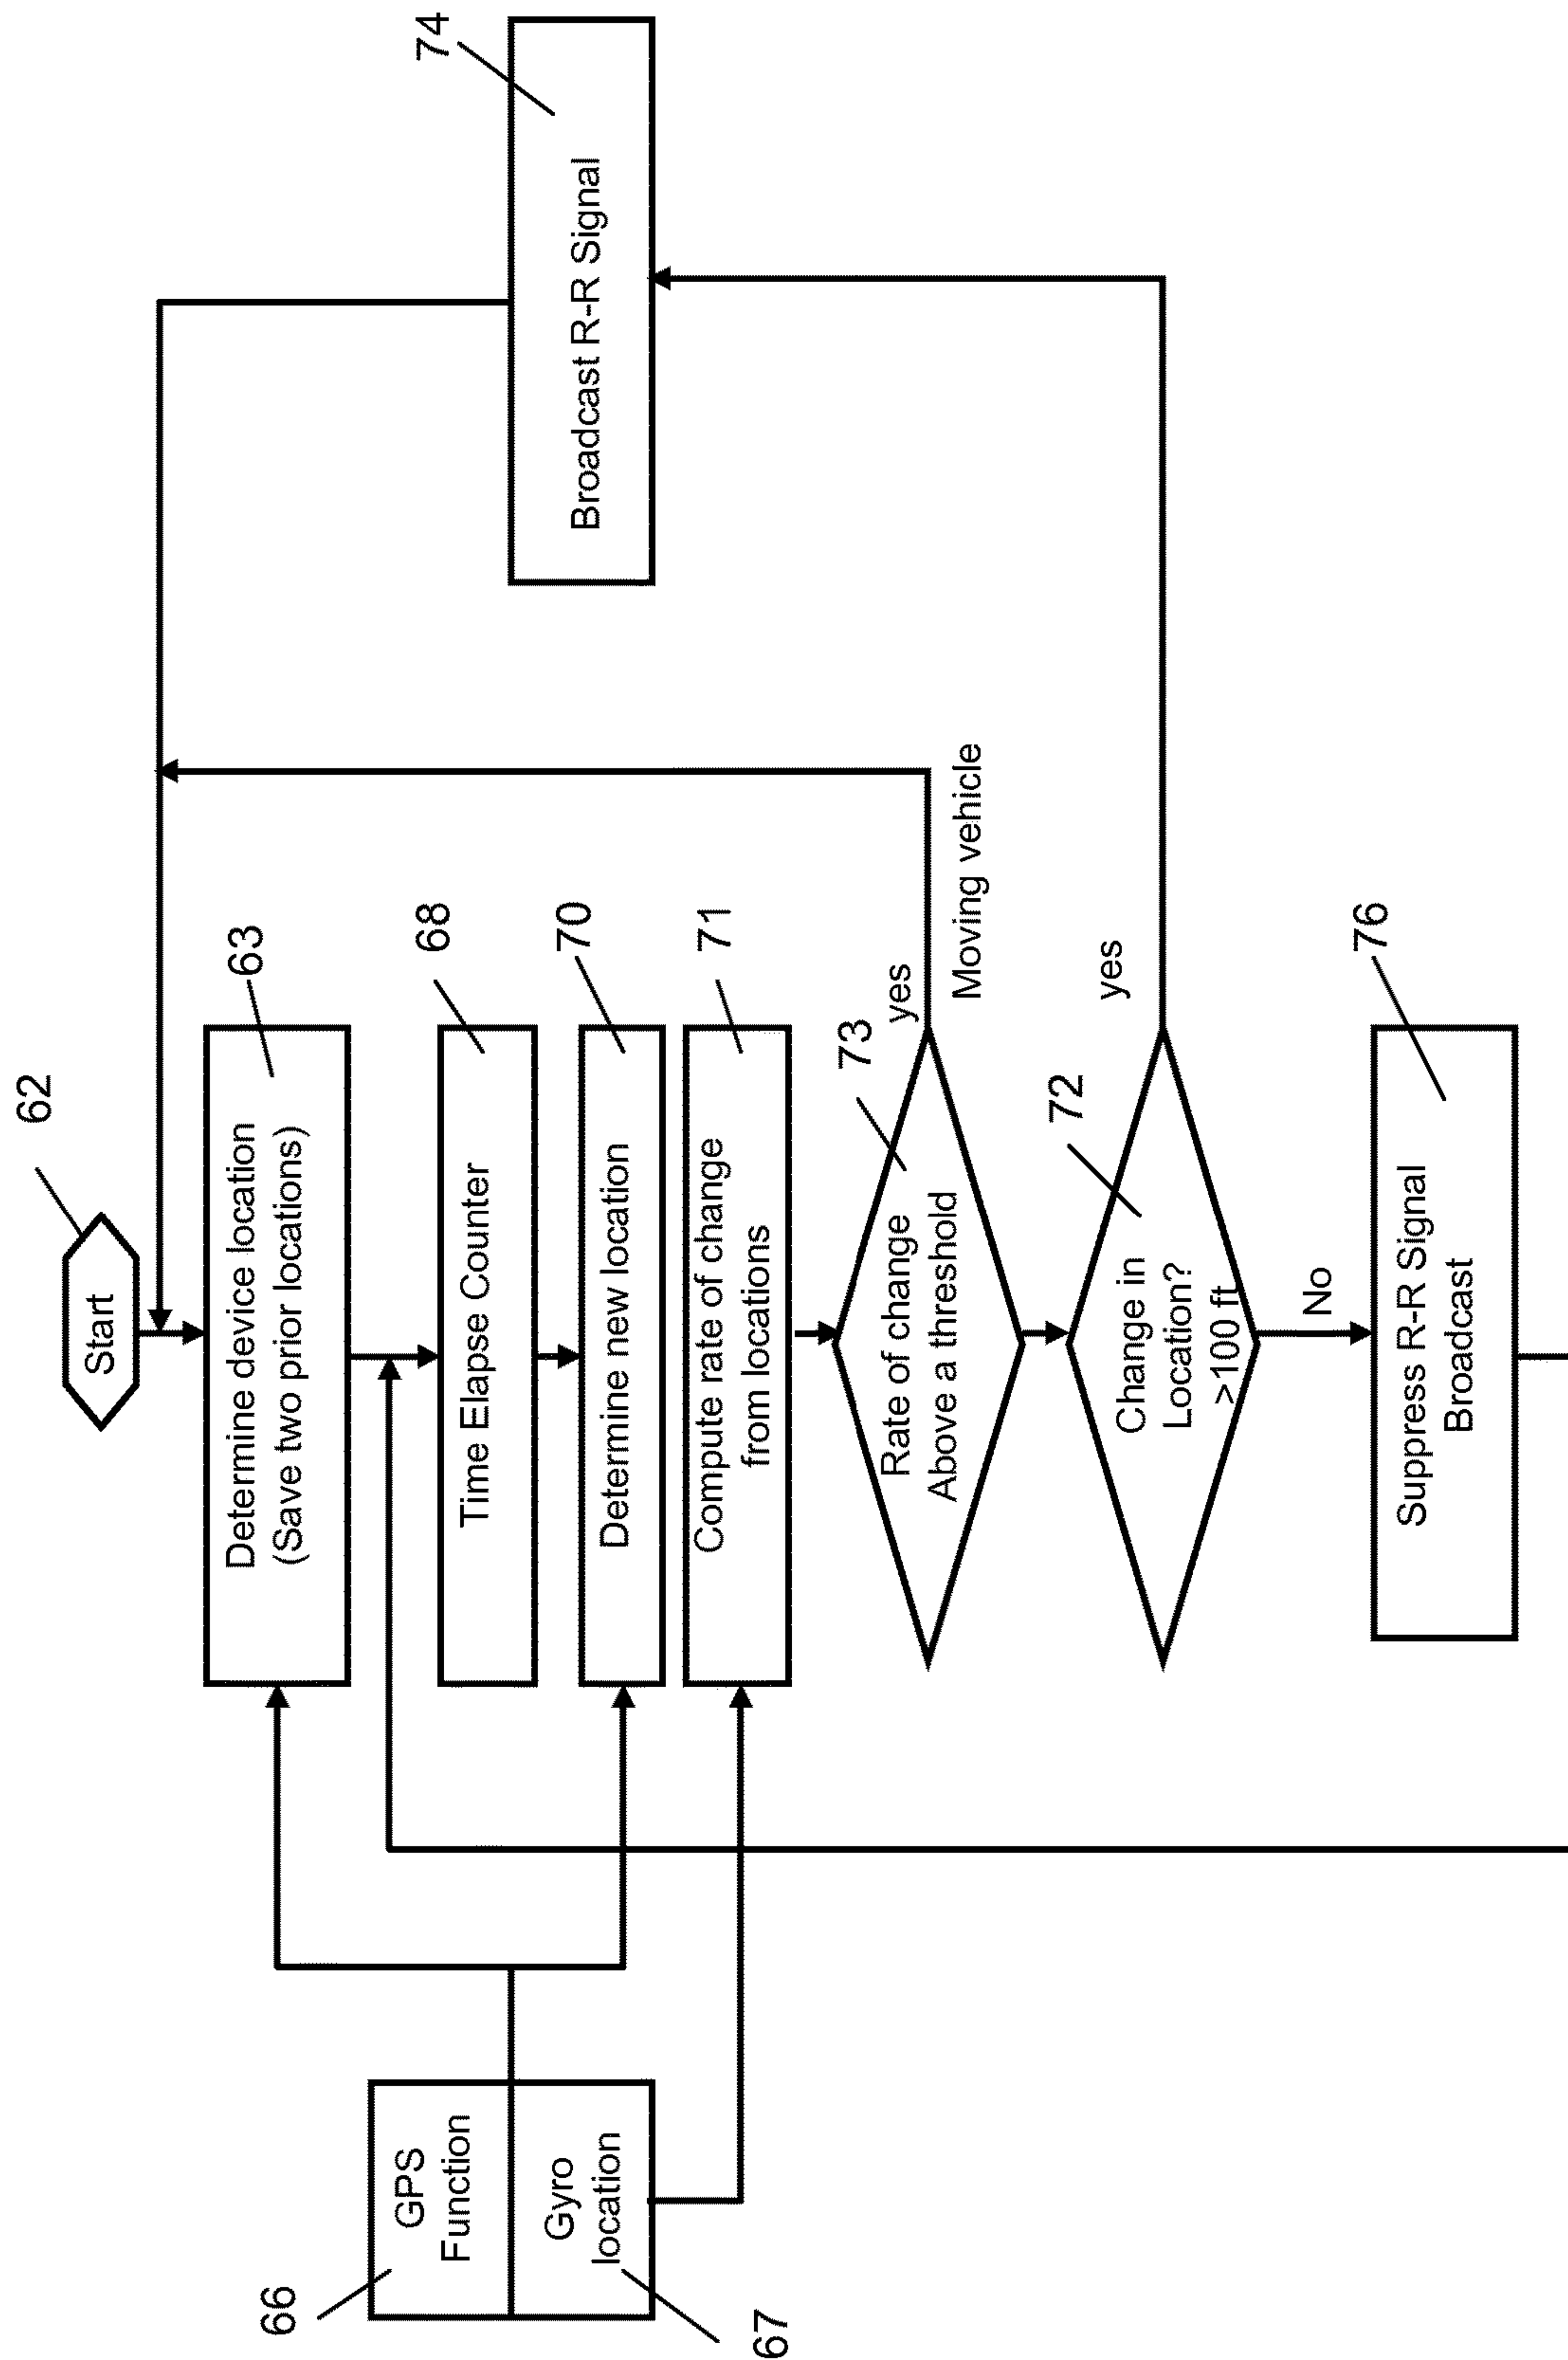 62
Start
Determine device location
(Save two prior locations)
63
Time Elapse Counter
68
Determine new location
70
Compute rate of change
from locations
71
GPS
Function
66
Gyro
location
67
Rate of change
Above a threshold
73
yes
Moving vehicle
Change in
Location?
>100 ft
72
yes
No
Suppress R-R Signal
Broadcast
76
Broadcast R-R Signal
74